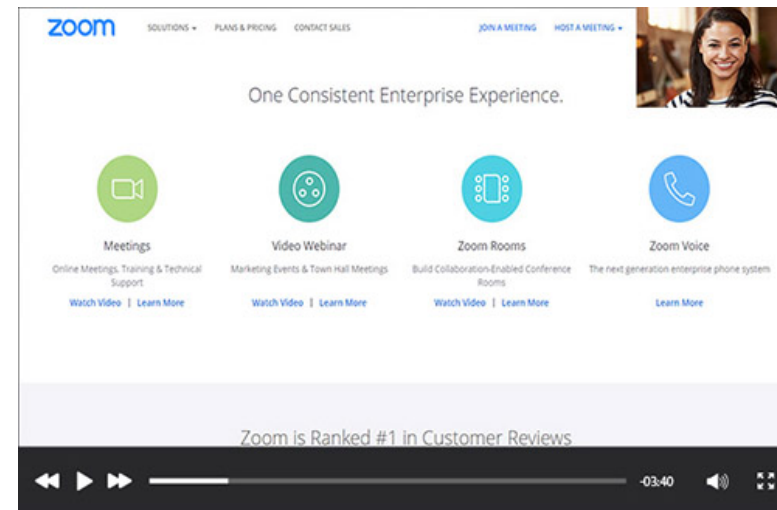 zoom SOLUTIONS PLANS & PRICING CONTACT SALES JOIN A MEETING HOST A MEETING
One Consistent Enterprise Experience.
Meetings Video Webinar Zoom Rooms Zoom Voice
Online Meetings, Training & Technical Marketing Events & Town Hall Meetings Build Collaboration-Enabled Conference The next generation enterprise phone system
Support Rooms
Watch Video | Learn More Watch Video | Learn More Watch Video | Learn More Learn More
Zoom is Ranked #1 in Customer Reviews
-03:40